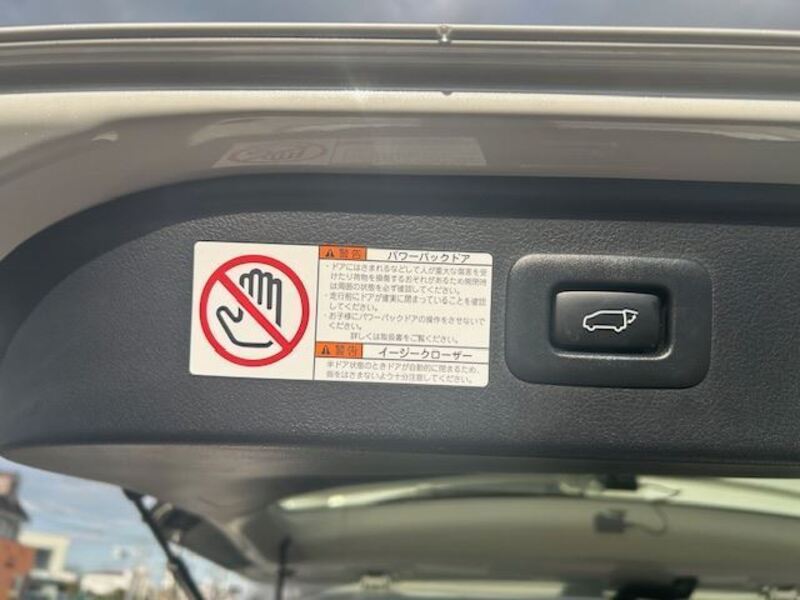 警告 パワーバックドア
・ドアにはさまれるなどして人が重大な傷害を受
けたり荷物を損傷するおそれがあるため開閉時
は周囲の状態を必ず確認してください。
・走行前にドアが確実に閉まっていることを確認
してください。
・お子様にパワーバックドアの操作をさせないで
ください。
詳しくは取扱書をご覧ください。
警告 イージークローザー
半ドア状態のときドアが自動的に閉まるため、
指をはさまないよう十分注意してください。